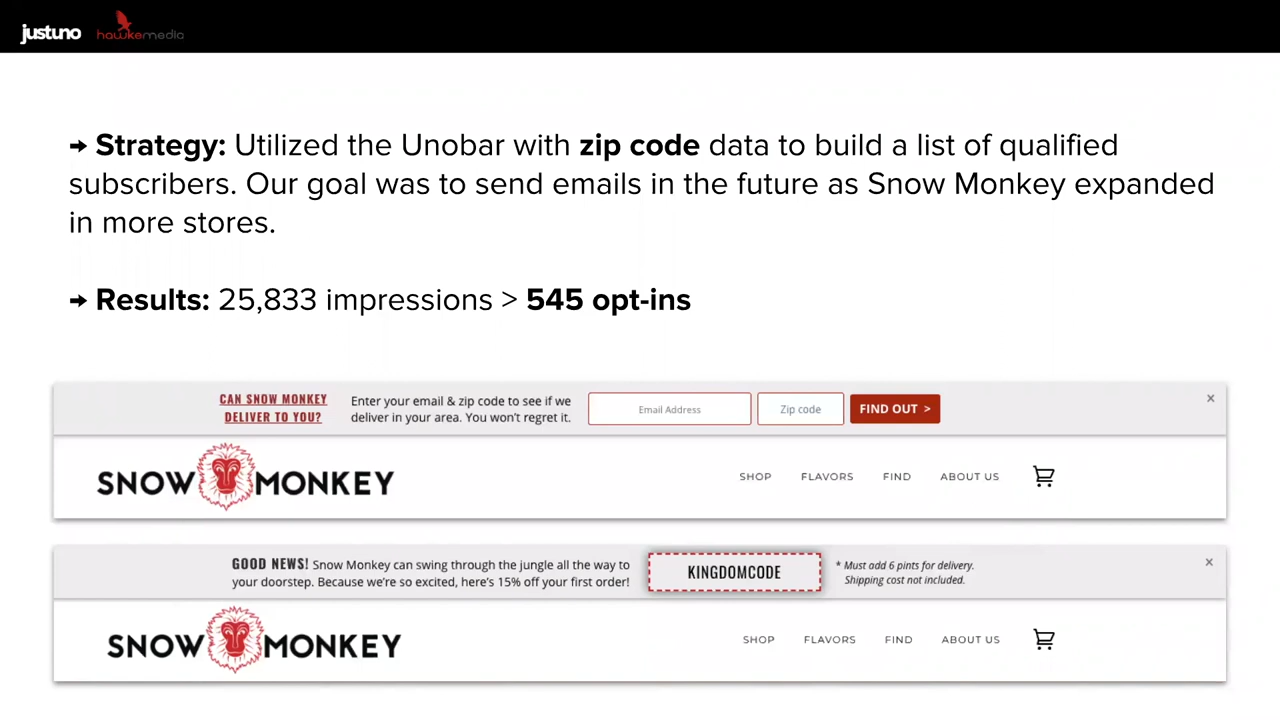 justuno hawkemedia
→ Strategy: Utilized the Unobar with zip code data to build a list of qualified
subscribers. Our goal was to send emails in the future as Snow Monkey expanded
in more stores.
→ Results: 25,833 impressions > 545 opt-ins
CAN SNOW MONKEY
DELIVER TO YOU?
Enter your email & zip code to see if we
deliver in your area. You won't regret it.
Email Address
Zip code
FIND OUT >
×
SNOW MONKEY
SHOP FLAVORS FIND ABOUT US
GOOD NEWS! Snow Monkey can swing through the jungle all the way to
your doorstep. Because we're so excited, here's 15% off your first order!
KINGDOMCODE
* Must add 6 pints for delivery.
Shipping cost not included.
×
SNOW MONKEY
SHOP FLAVORS FIND ABOUT US